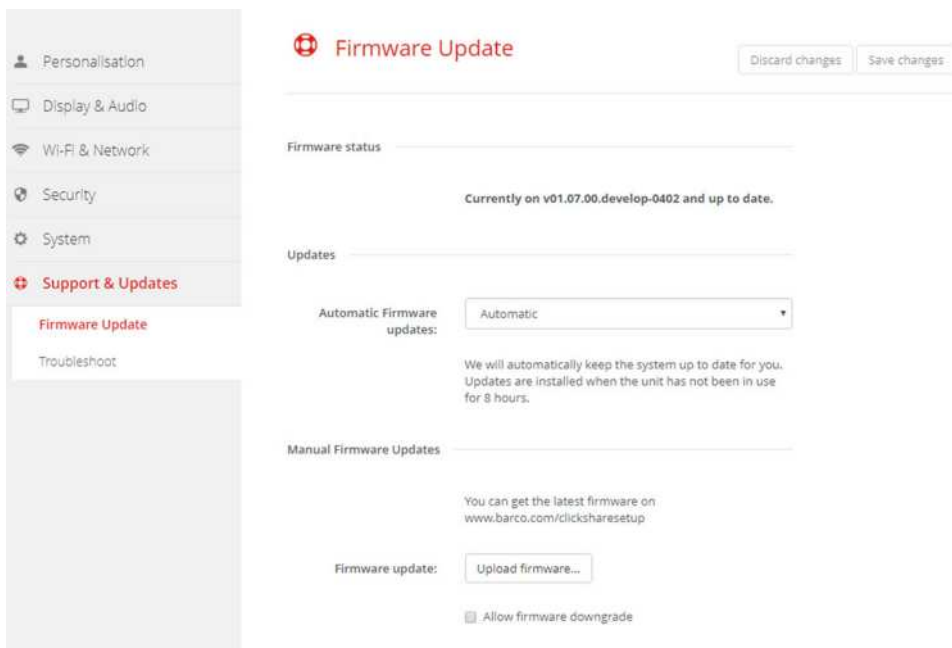 Personalisation
Display & Audio
Wi-Fi & Network
Security
System
Support & Updates
Firmware Update
Troubleshoot
Firmware Update
Discard changes
Save changes
Firmware status
Currently on v01.07.00.develop-0402 and up to date.
Updates
Automatic Firmware
updates:
Automatic
We will automatically keep the system up to date for you.
Updates are installed when the unit has not been in use
for 8 hours.
Manual Firmware Updates
You can get the latest firmware on
www.barco.com/clicksharesetup
Firmware update:
Upload firmware...
Allow firmware downgrade